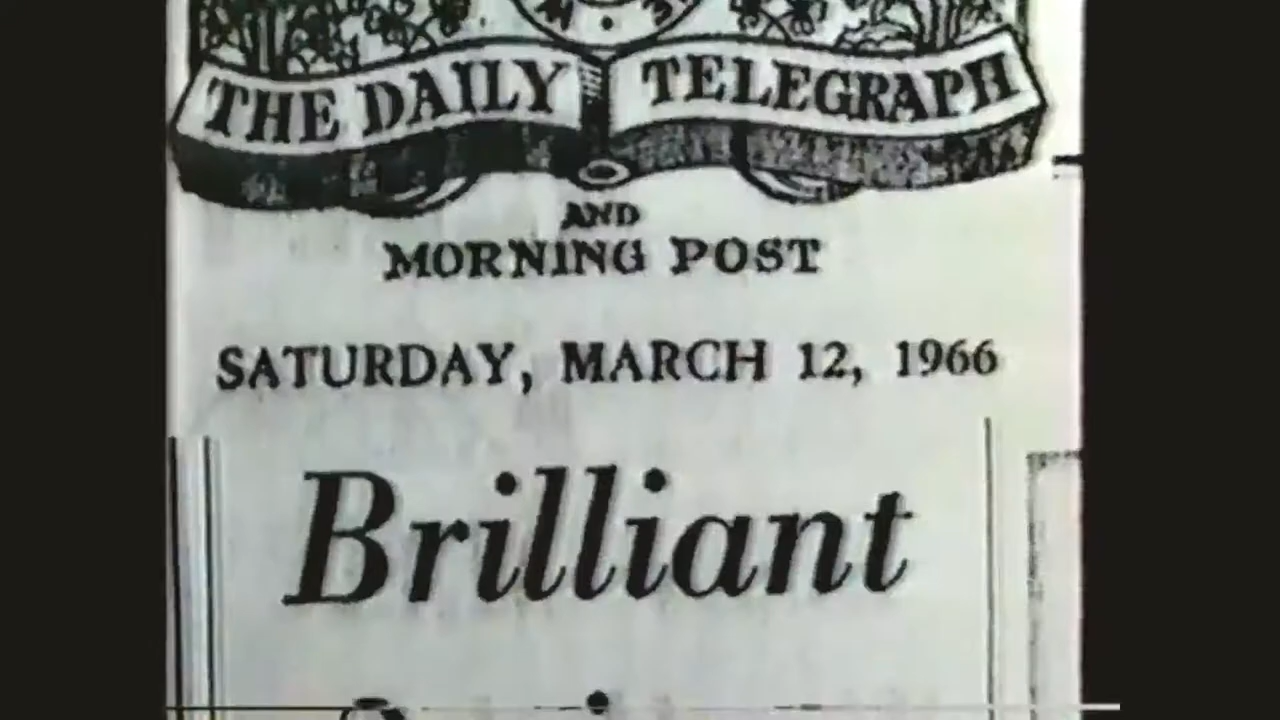 THE DAILY TELEGRAPH
AND
MORNING POST
SATURDAY, MARCH 12, 1966
Brilliant